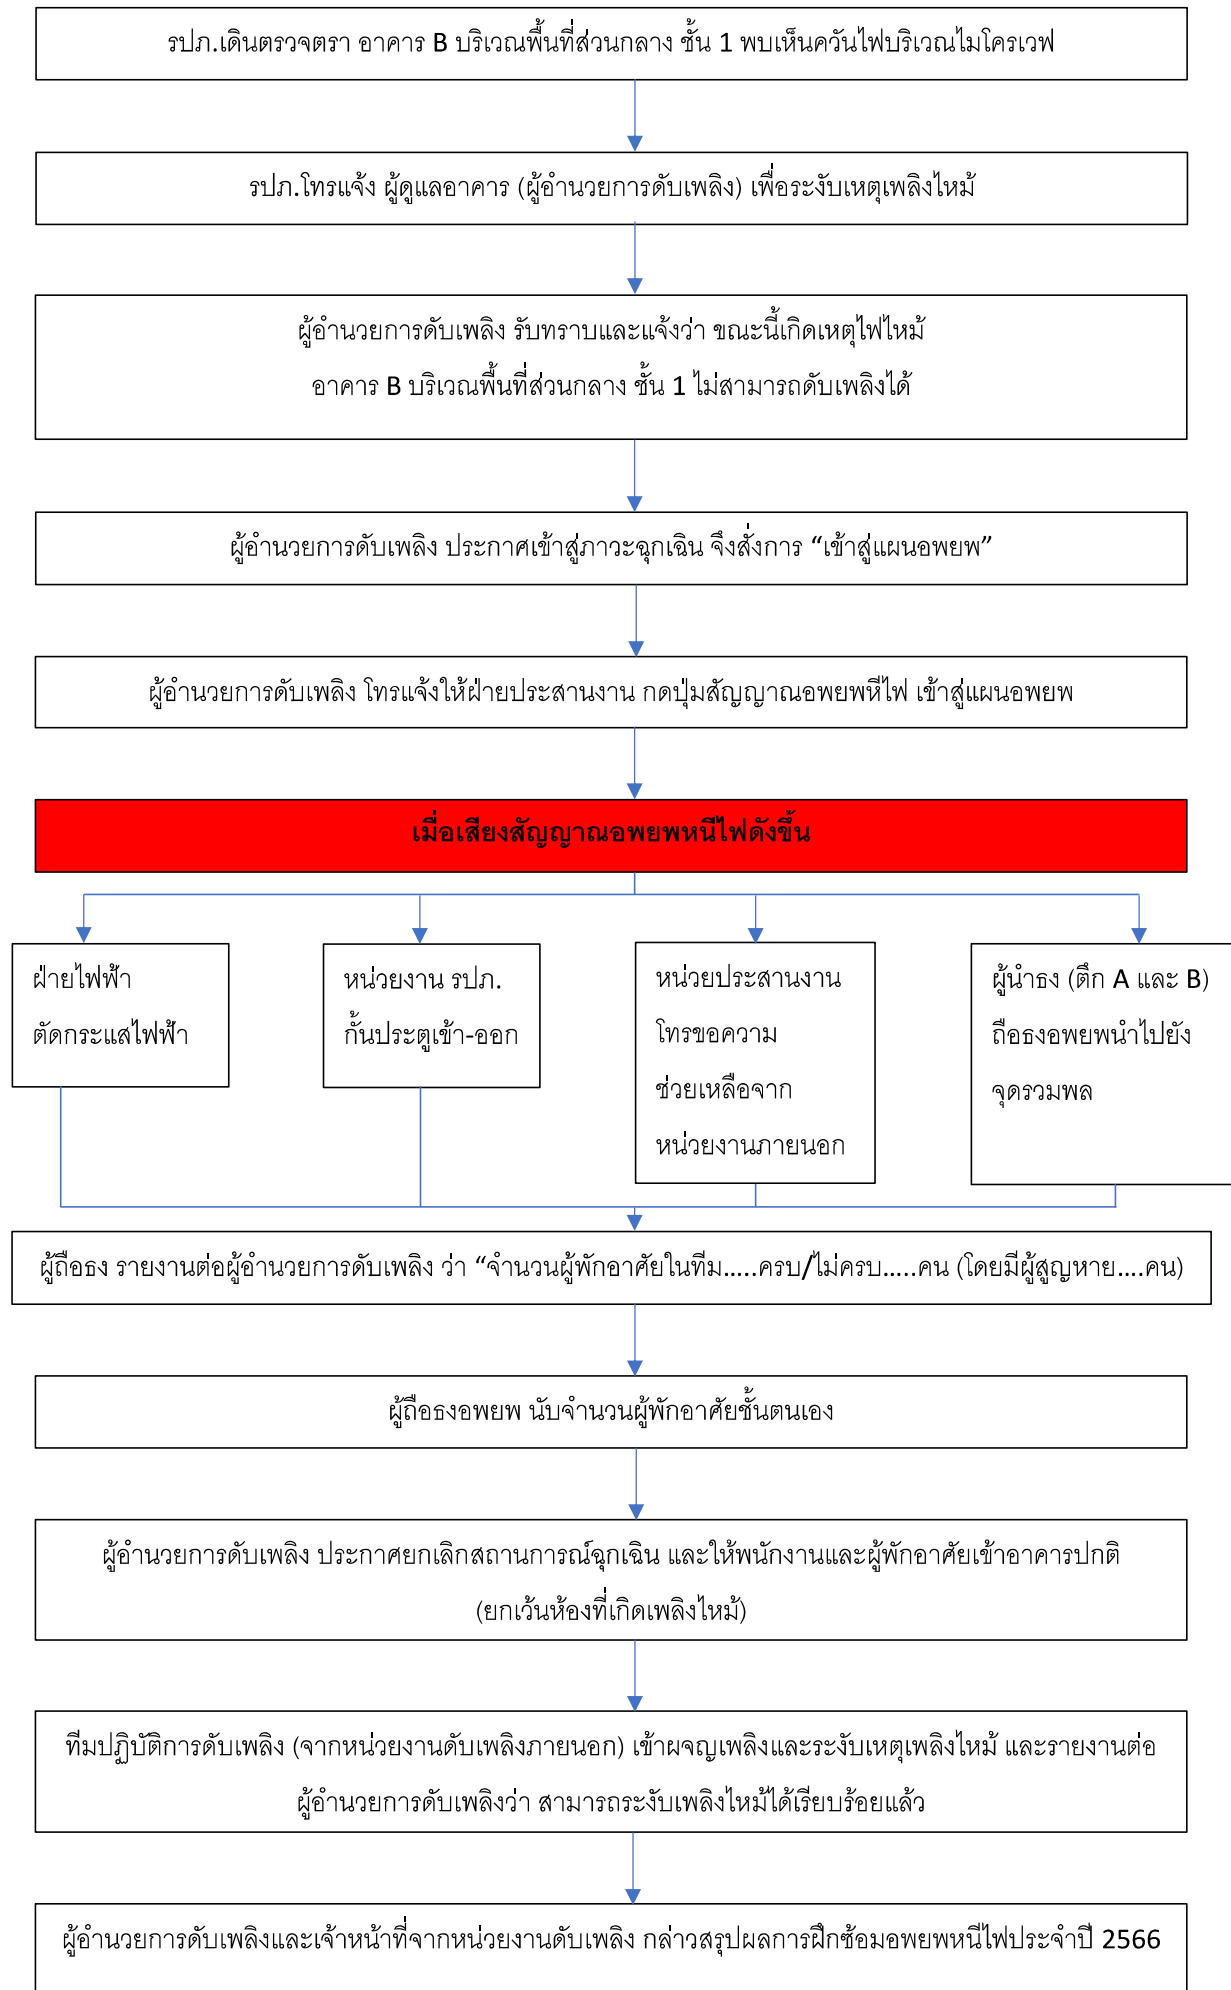 รปภ.เดินตรวจตรา อาคาร B บริเวณพื้นที่ส่วนกลาง ชั้น 1 พบเห็นควันไฟบริเวณไมโครเวฟ
รปภ.โทรแจ้ง ผู้ดูแลอาคาร (ผู้อำนวยการดับเพลิง) เพื่อระงับเหตุเพลิงไหม้
ผู้อำนวยการดับเพลิง รับทราบและแจ้งว่า ขณะนี้เกิดเหตุไฟไหม้
อาคาร B บริเวณพื้นที่ส่วนกลาง ชั้น 1 ไม่สามารถดับเพลิงได้
ผู้อำนวยการดับเพลิง ประกาศเข้าสู่ภาวะฉุกเฉิน จึงสั่งการ “เข้าสู่แผนอพยพ”
ผู้อำนวยการดับเพลิง โทรแจ้งให้ฝ่ายประสานงาน กดปุ่มสัญญาณอพยพหีไฟ เข้าสู่แผนอพยพ
เมื่อเสียงสัญญาณอพยพหนีไฟดังขึ้น
ฝ่ายไฟฟ้า
ตัดกระแสไฟฟ้า
หน่วยงาน รปภ.
กั้นประตูเข้า-ออก
หน่วยประสานงาน
โทรขอความ
ช่วยเหลือจาก
หน่วยงานภายนอก
ผู้นำธง (ตึก A และ B)
ถือธงอพยพนำไปยัง
จุดรวมพล
ผู้ถือธง รายงานต่อผู้อำนวยการดับเพลิง ว่า “จำนวนผู้พักอาศัยในทีม.....ครบ/ไม่ครบ.....คน (โดยมีผู้สูญหาย....คน)
ผู้ถือธงอพยพ นับจำนวนผู้พักอาศัยชั้นตนเอง
ผู้อำนวยการดับเพลิง ประกาศยกเลิกสถานการณ์ฉุกเฉิน และให้พนักงานและผู้พักอาศัยเข้าอาคารปกติ
(ยกเว้นห้องที่เกิดเพลิงไหม้)
ทีมปฏิบัติการดับเพลิง (จากหน่วยงานดับเพลิงภายนอก) เข้าผจญเพลิงและระงับเหตุเพลิงไหม้ และรายงานต่อ
ผู้อำนวยการดับเพลิงว่า สามารถระงับเพลิงไหม้ได้เรียบร้อยแล้ว
ผู้อำนวยการดับเพลิงและเจ้าหน้าที่จากหน่วยงานดับเพลิง กล่าวสรุปผลการฝึกซ้อมอพยพหนีไฟประจำปี 2566